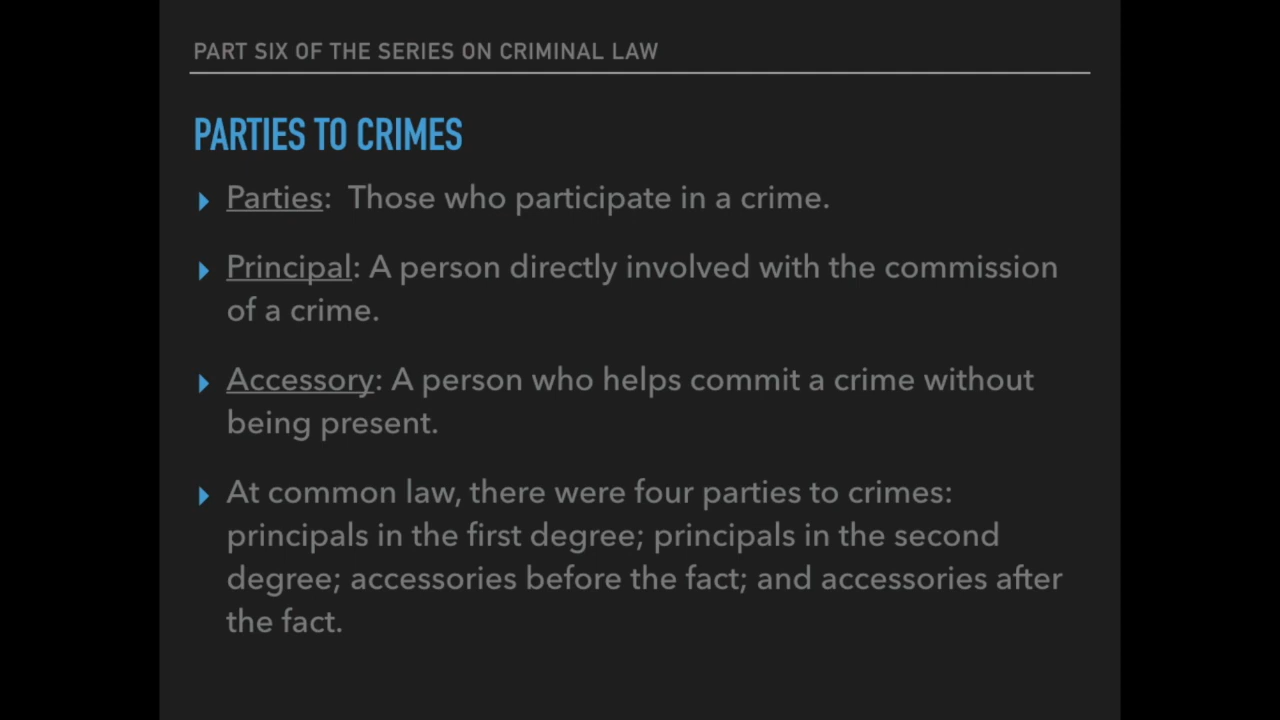 PART SIX OF THE SERIES ON CRIMINAL LAW
PARTIES TO CRIMES
Parties:  Those who participate in a crime.
Principal: A person directly involved with the commission
of a crime.
Accessory: A person who helps commit a crime without
being present.
At common law, there were four parties to crimes:
principals in the first degree; principals in the second
degree; accessories before the fact; and accessories after
the fact.